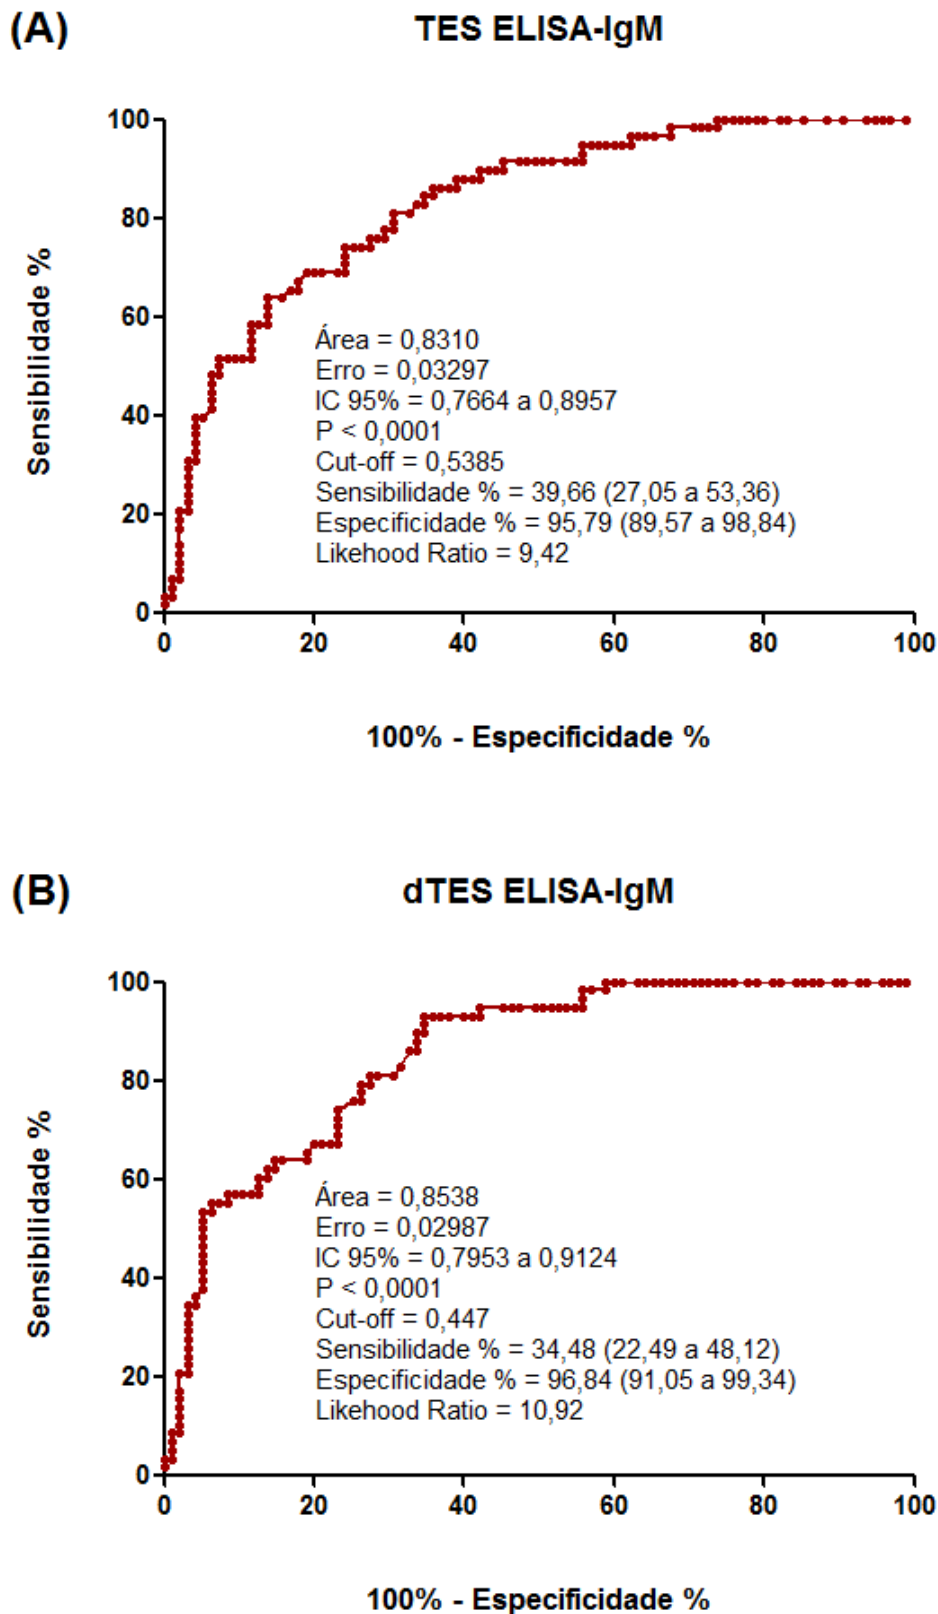 (A)
TES ELISA-IgM
100
80
60
40
20
0
Sensibilidade %
Área = 0,8310
Erro = 0,03297
IC 95% = 0,7664 a 0,8957
P < 0,0001
Cut-off = 0,5385
Sensibilidade % = 39,66 (27,05 a 53,36)
Especificidade % = 95,79 (89,57 a 98,84)
Likehood Ratio = 9,42
0 20 40 60 80 100
100% - Especificidade %
(B)
dTES ELISA-IgM
100
80
60
40
20
0
Sensibilidade %
Área = 0,8538
Erro = 0,02987
IC 95% = 0,7953 a 0,9124
P < 0,0001
Cut-off = 0,447
Sensibilidade % = 34,48 (22,49 a 48,12)
Especificidade % = 96,84 (91,05 a 99,34)
Likehood Ratio = 10,92
0 20 40 60 80 100
100% - Especificidade %